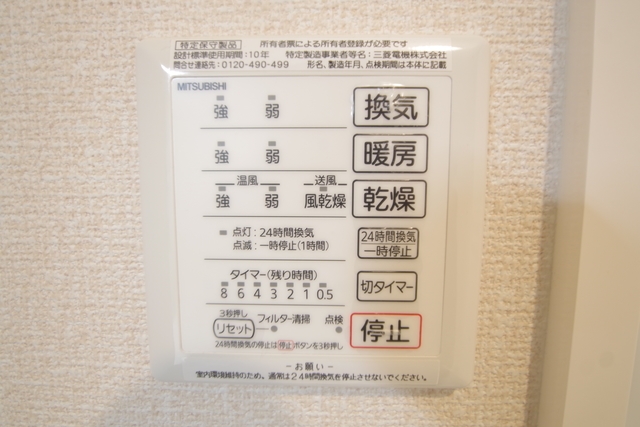 特定保守製品 所有者票による所有者登録が必要です
設計標準使用期間:10年 特定製造事業者等名:三菱電機株式会社
問合せ連絡先:0120-490-499 形名、製造年月、点検期間は本体に記載
MITSUBISHI
強 弱 換気
強 弱 暖房
温風 送風
強 弱 風乾燥 乾燥
点灯:24時間換気
点滅:一時停止(1時間)
24時間換気
一時停止
タイマー(残り時間)
8 6 4 3 2 1 0.5
切タイマー
3秒押し
リセット フィルター清掃 点検
停止
24時間換気の停止は停止ボタンを3秒押し
-お願い-
室内環境維持のため、通常は24時間換気を停止させないでください。